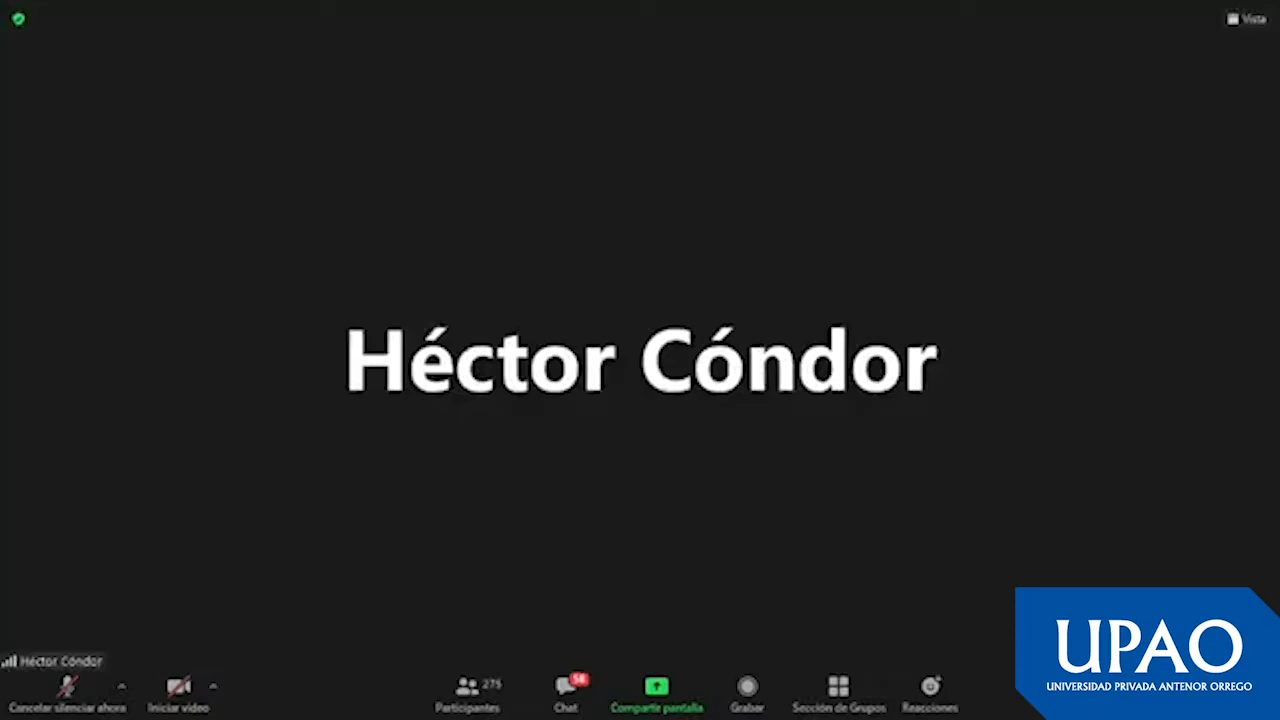 Vista
Héctor Cóndor
Héctor Cóndor
Cancelar silenciar ahora
Iniciar video
Participantes
275
Chat
58
Compartir pantalla
Grabar
Sección de Grupos
Reacciones
UPAO
UNIVERSIDAD PRIVADA ANTENOR ORREGO